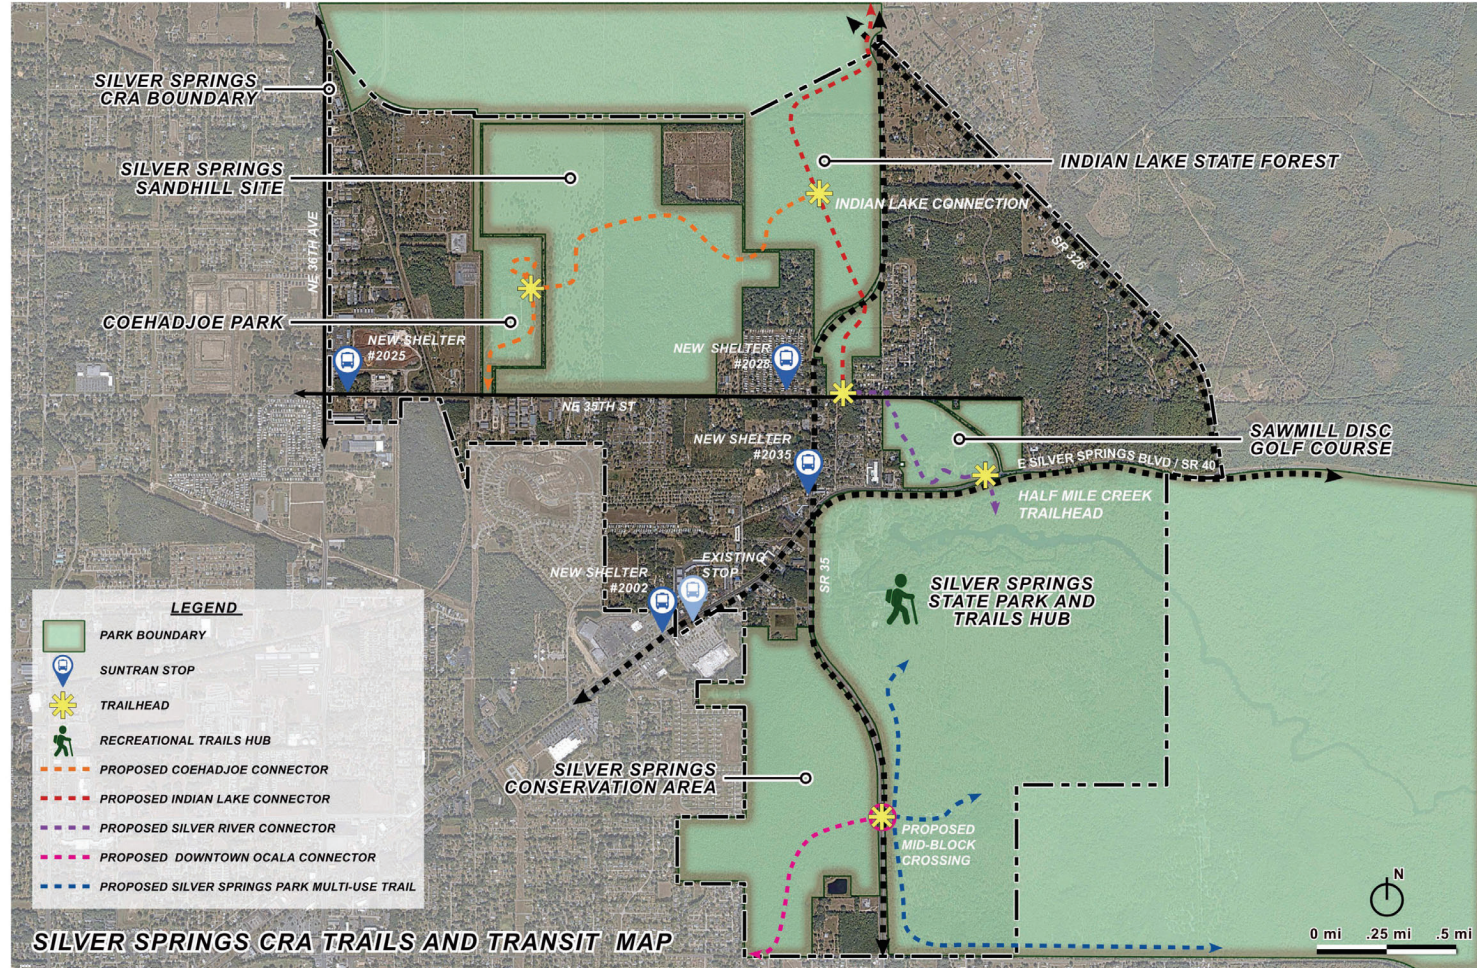 SILVER SPRINGS
CRA BOUNDARY
SILVER SPRINGS
SANDHILL SITE
INDIAN LAKE STATE FOREST
INDIAN LAKE CONNECTION
NE 36TH AVE
SR 326
COEHADJOE PARK
NEW SHELTER
#2025
NEW SHELTER
#2028
NE 35TH ST
NEW SHELTER
#2035
SAWMILL DISC
GOLF COURSE
E SILVER SPRINGS BLVD / SR 40
HALF MILE CREEK
TRAILHEAD
EXISTING
STOP
NEW SHELTER
#2002
SR 35
SILVER SPRINGS
STATE PARK AND
TRAILS HUB
SILVER SPRINGS
CONSERVATION AREA
PROPOSED
MID-BLOCK
CROSSING
LEGEND
PARK BOUNDARY
SUNTRAN STOP
TRAILHEAD
RECREATIONAL TRAILS HUB
PROPOSED COEHADJOE CONNECTOR
PROPOSED INDIAN LAKE CONNECTOR
PROPOSED SILVER RIVER CONNECTOR
PROPOSED DOWNTOWN OCALA CONNECTOR
PROPOSED SILVER SPRINGS PARK MULTI-USE TRAIL
SILVER SPRINGS CRA TRAILS AND TRANSIT MAP
N
0 mi .25 mi .5 mi